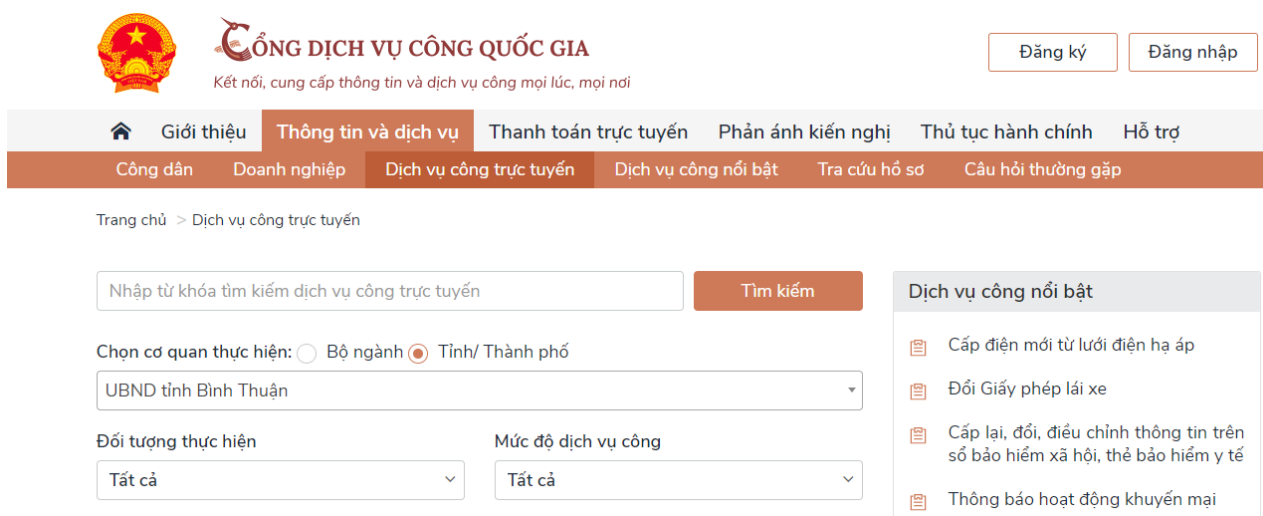 CỔNG DỊCH VỤ CÔNG QUỐC GIA
Kết nối, cung cấp thông tin và dịch vụ công mọi lúc, mọi nơi
Đăng ký
Đăng nhập
Giới thiệu
Thông tin và dịch vụ
Thanh toán trực tuyến
Phản ánh kiến nghị
Thủ tục hành chính
Hỗ trợ
Công dân
Doanh nghiệp
Dịch vụ công trực tuyến
Dịch vụ công nổi bật
Tra cứu hồ sơ
Câu hỏi thường gặp
Trang chủ > Dịch vụ công trực tuyến
Nhập từ khóa tìm kiếm dịch vụ công trực tuyến
Tìm kiếm
Chọn cơ quan thực hiện: Bộ ngành Tỉnh/ Thành phố
UBND tỉnh Bình Thuận
Đối tượng thực hiện
Tất cả
Mức độ dịch vụ công
Tất cả
Dịch vụ công nổi bật
Cấp điện mới từ lưới điện hạ áp
Đổi Giấy phép lái xe
Cấp lại, đổi, điều chỉnh thông tin trên
sổ bảo hiểm xã hội, thẻ bảo hiểm y tế
Thông báo hoạt động khuyến mại